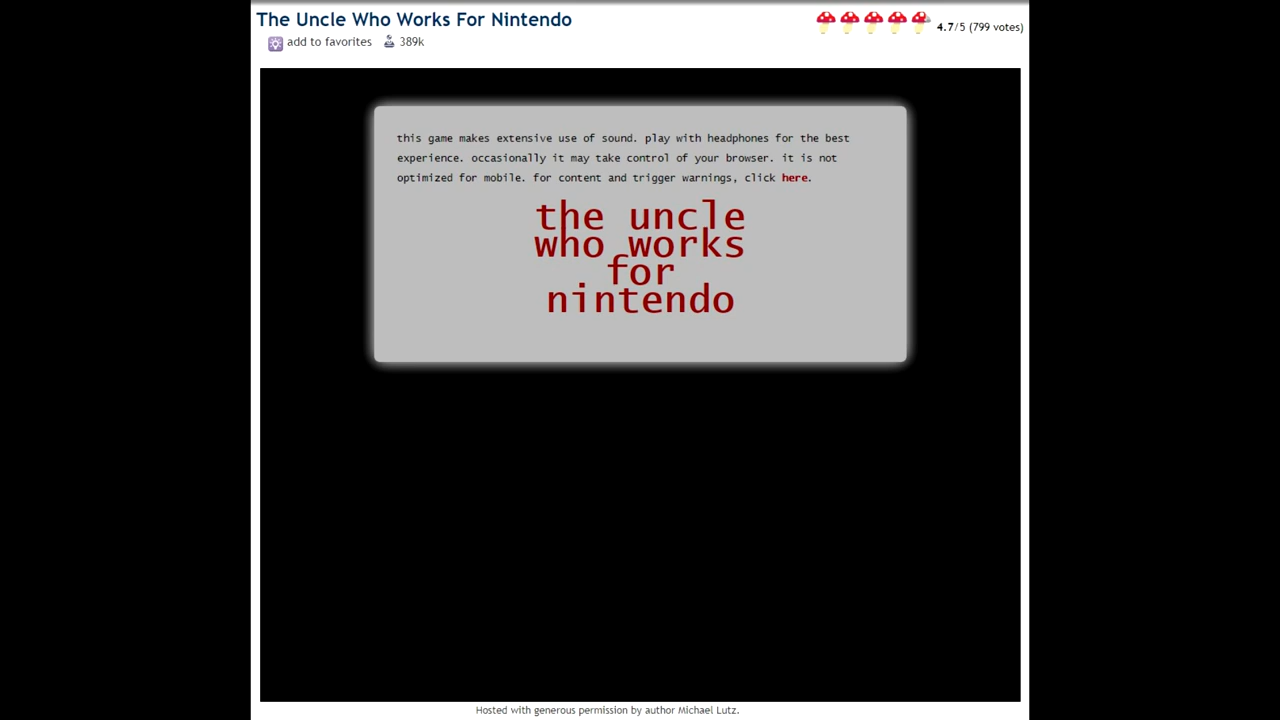 The Uncle Who Works For Nintendo
4.7/5 (799 votes)
add to favorites 389k
this game makes extensive use of sound. play with headphones for the best
experience. occasionally it may take control of your browser. it is not
optimized for mobile. for content and trigger warnings, click here.
the uncle
who works
for
nintendo
Hosted with generous permission by author Michael Lutz.